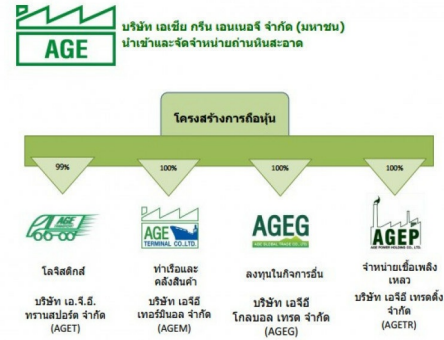 AGE
บริษัท เอเชีย กรีน เอนเนอจี จำกัด (มหาชน)
นำเข้าและจัดจำหน่ายถ่านหินสะอาด
โครงสร้างการถือหุ้น
99%
100%
100%
100%
AGE
โลจิสติกส์
บริษัท เอ.จี.อี.
ทรานสปอร์ต จำกัด
(AGET)
AGE
TERMINAL CO.,LTD.
ท่าเรือและ
คลังสินค้า
บริษัท เอจีอี
เทอร์มินอล จำกัด
(AGEM)
AGEG
AGE GLOBAL TRADE CO., LTD.
ลงทุนในกิจการอื่น
บริษัท เอจีอี
โกลบอล เทรด จำกัด
(AGEG)
AGEP
AGE POWER HOLDING CO., LTD.
จำหน่ายเชื้อเพลิง
เหลว
บริษัท เอจีอี เทรดดิ้ง
จำกัด
(AGETR)